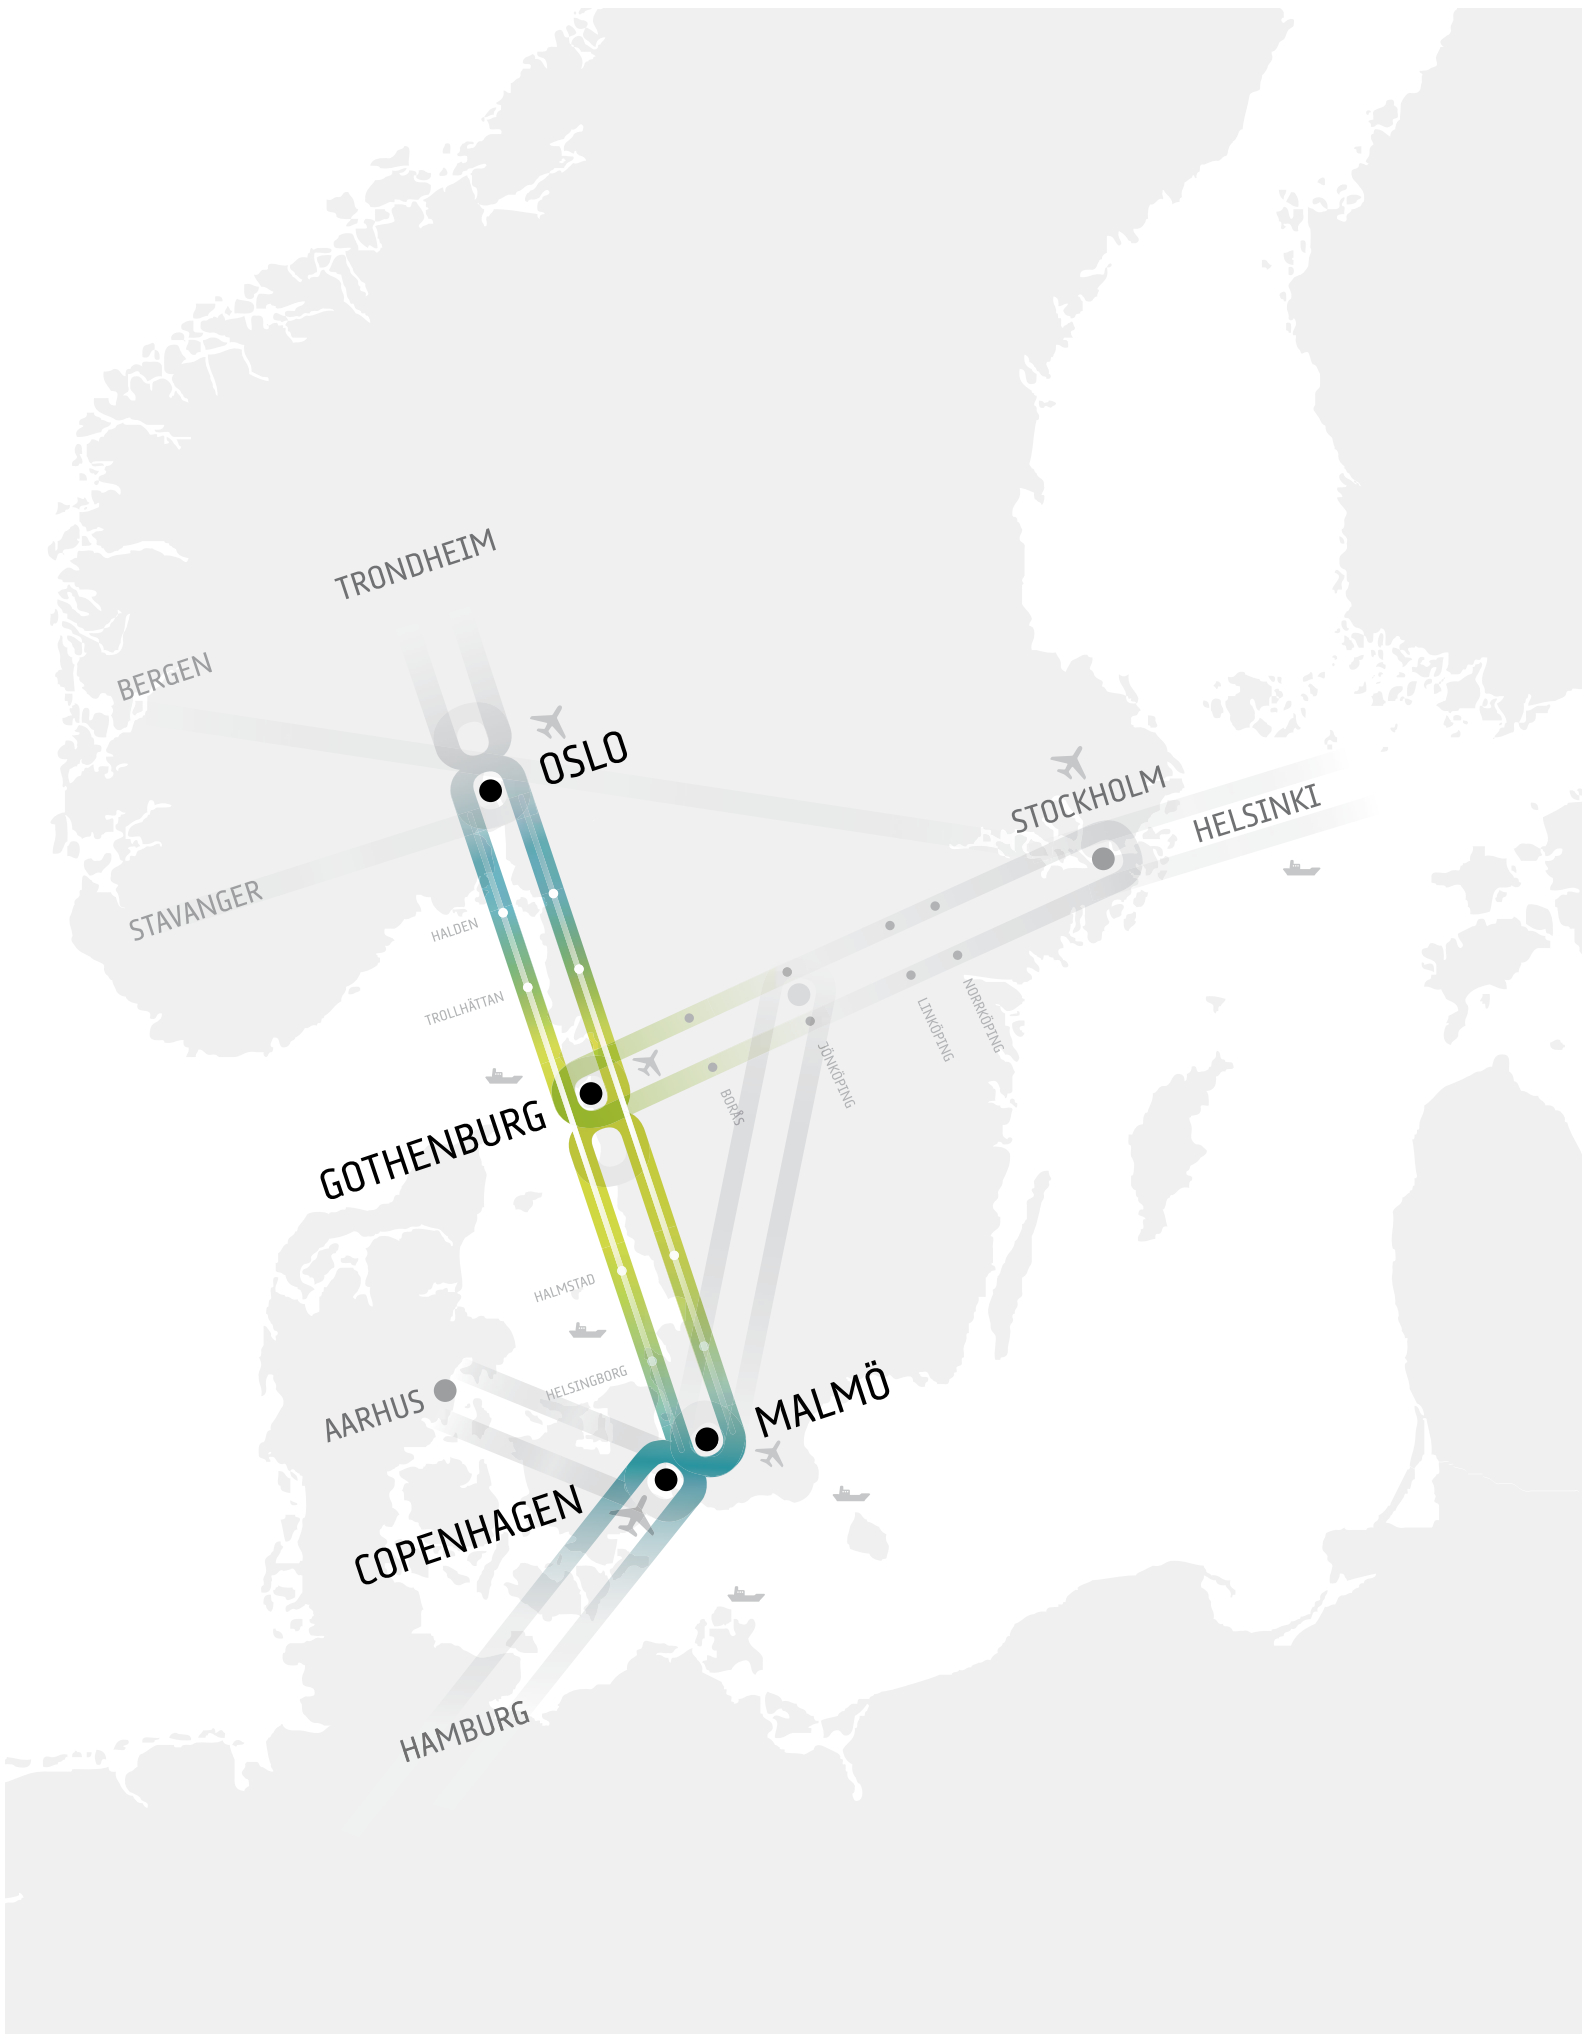 TRONDHEIM
BERGEN
OSLO
STOCKHOLM
HELSINKI
STAVANGER
HALDEN
TROLLHÄTTAN
NORRKÖPING
LINKÖPING
JÖNKÖPING
BORÅS
GOTHENBURG
HALMSTAD
HELSINGBORG
AARHUS
MALMÖ
COPENHAGEN
HAMBURG